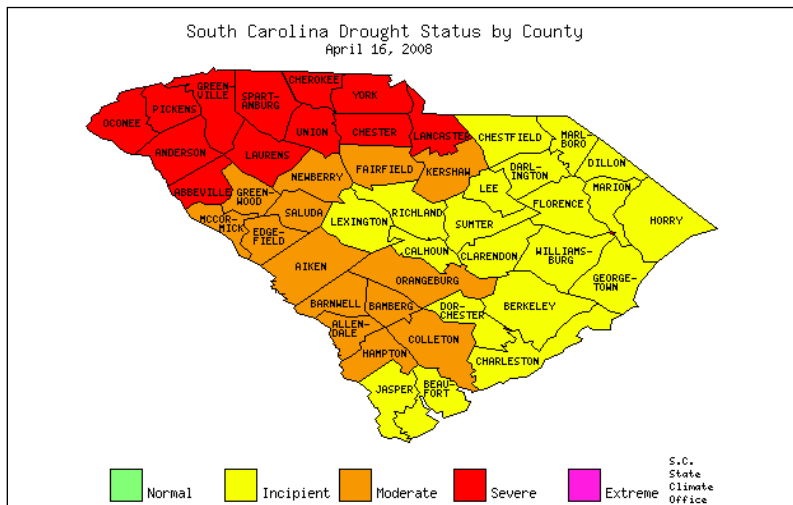 South Carolina Drought Status by County
April 16, 2008
CHEROKEE
GREEN-
VILLE
SPART-
ANBURG
YORK
PICKENS
OCONEE
UNION
CHESTER
LANCASTER
CHESTFIELD
MARL-
BORO
ANDERSON
LAURENS
DILLON
NEWBERRY
FAIRFIELD
KERSHAW
DARL-
INGTON
LEE
MARION
ABBEVILLE
GREEN-
WOOD
SALUDA
LEXINGTON
RICHLAND
SUMTER
FLORENCE
HORRY
MCCOR-
MICK
EDGE-
FIELD
CALHOUN
CLARENDON
WILLIAMS-
BURG
AIKEN
ORANGEBURG
GEORGE-
TOWN
BARNWELL
BAMBERG
DOR-
CHESTER
BERKELEY
ALLEN-
DALE
COLLETON
HAMPTON
CHARLESTON
JASPER
BEAU-
FORT
Normal
Incipient
Moderate
Severe
Extreme
S.C.
State
Climate
Office